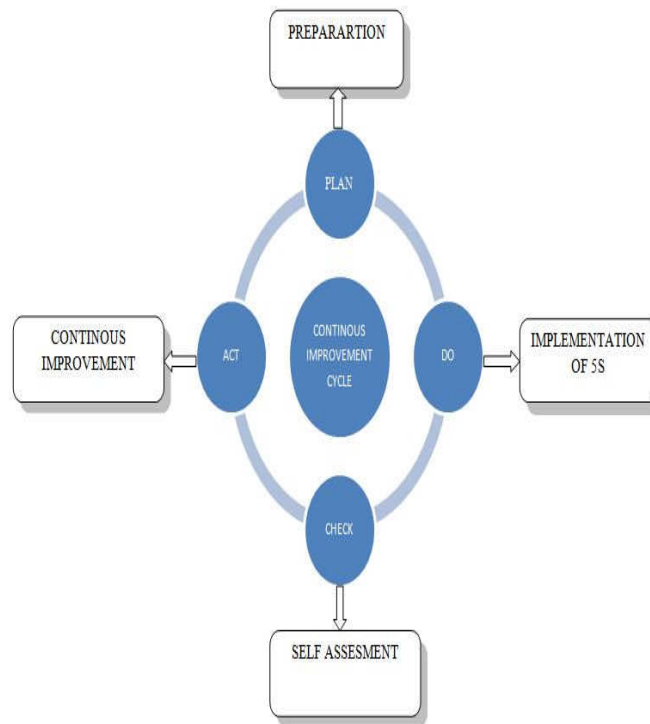 PREPARARTION
PLAN
CONTINOUS
IMPROVEMENT
ACT
CONTINOUS
IMPROVEMENT
CYCLE
DO
IMPLEMENTATION
OF 5S
CHECK
SELF ASSESMENT